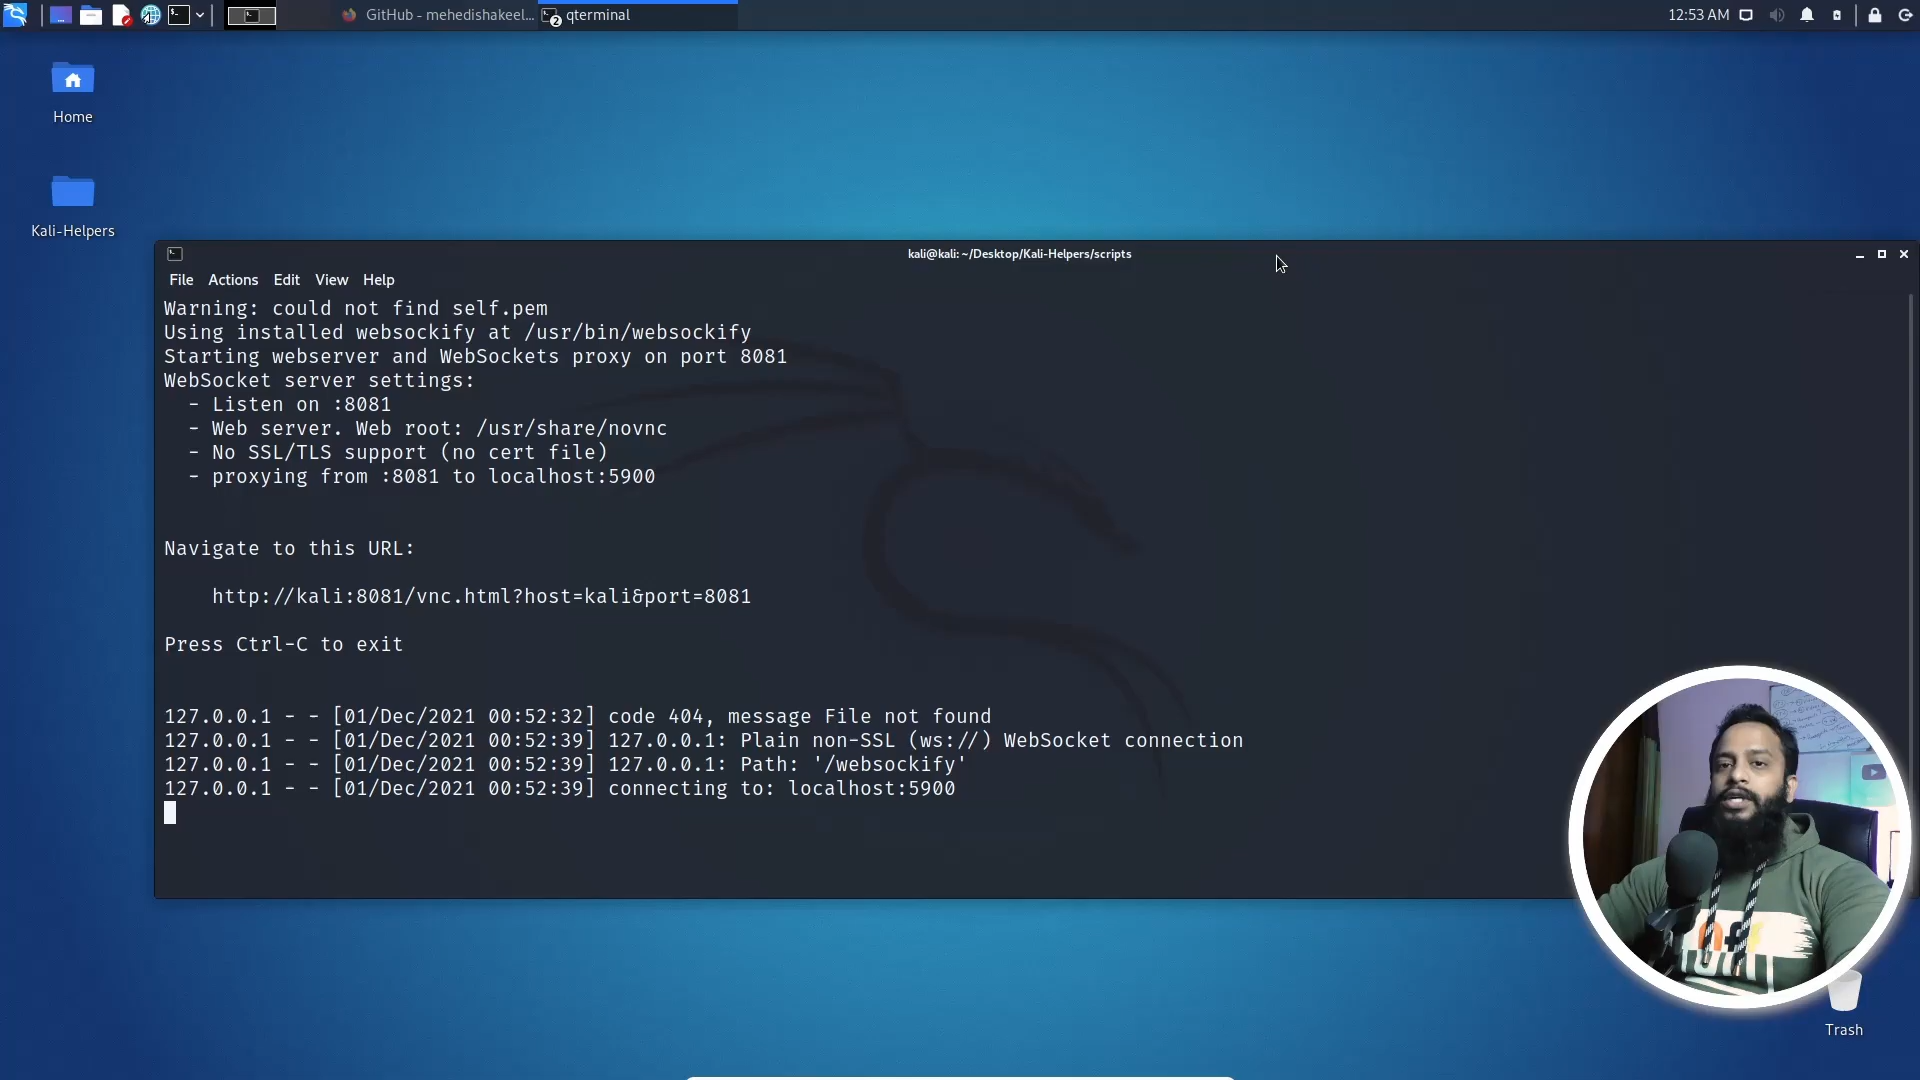 GitHub - mehedishakeel...
2
qterminal
12:53 AM
Home
Kali-Helpers
kali@kali: ~/Desktop/Kali-Helpers/scripts
File Actions Edit View Help
Warning: could not find self.pem
Using installed websockify at /usr/bin/websockify
Starting webserver and WebSockets proxy on port 8081
WebSocket server settings:
- Listen on :8081
- Web server. Web root: /usr/share/novnc
- No SSL/TLS support (no cert file)
- proxying from :8081 to localhost:5900
Navigate to this URL:
http://kali:8081/vnc.html?host=kali&port=8081
Press Ctrl-C to exit
127.0.0.1 - - [01/Dec/2021 00:52:32] code 404, message File not found
127.0.0.1 - - [01/Dec/2021 00:52:39] 127.0.0.1: Plain non-SSL (ws://) WebSocket connection
127.0.0.1 - - [01/Dec/2021 00:52:39] 127.0.0.1: Path: '/websockify'
127.0.0.1 - - [01/Dec/2021 00:52:39] connecting to: localhost:5900
Trash